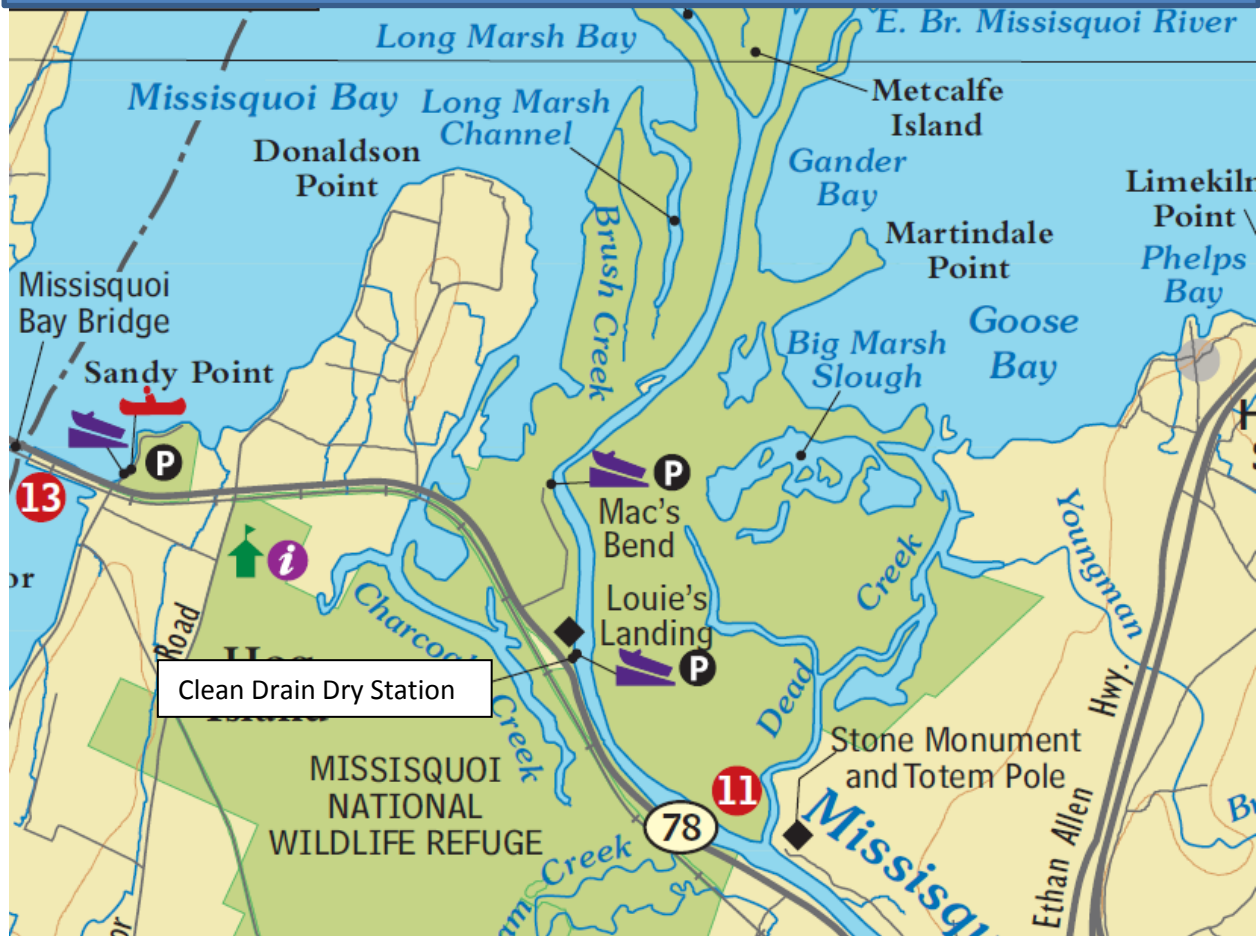 Long Marsh Bay
E. Br. Missisquoi River
Missisquoi Bay
Long Marsh
Channel
Metcalfe
Island
Donaldson
Point
Gander
Bay
Limekiln
Point
Martindale
Point
Phelps
Bay
Brush Creek
Missisquoi
Bay Bridge
Goose
Bay
Big Marsh
Slough
Sandy Point
P
H
13
P
Mac's
Bend
i
Youngman
or
Charcoal Creek
Louie's
Landing
P
Dead Creek
Road
Clean Drain Dry Station
Hwy.
Ethan Allen
MISSISQUOI
NATIONAL
WILDLIFE REFUGE
Stone Monument
and Totem Pole
11
78
Missisqu
Creek
am
or